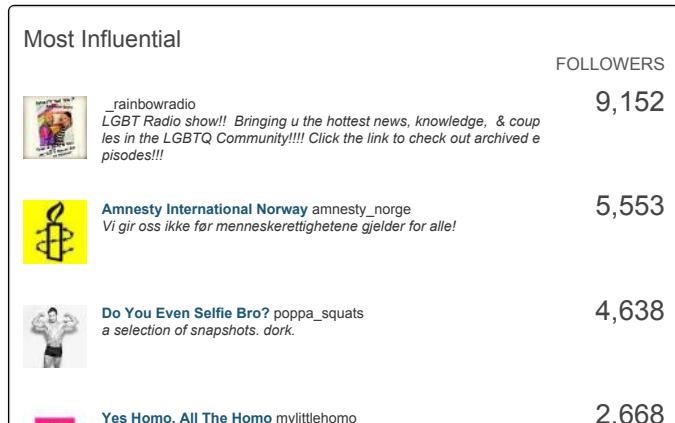 Most Influential
FOLLOWERS
_rainbowradio 9,152
LGBT Radio show!! Bringing u the hottest news, knowledge, & coup
les in the LGBTQ Community!!!! Click the link to check out archived e
pisodes!!!
Amnesty International Norway amnesty_norge 5,553
Vi gir oss ikke før menneskerettighetene gjelder for alle!
Do You Even Selfie Bro? poppa_squats 4,638
a selection of snapshots. dork.
Yes Homo, All The Homo mylittlehomo 2,668